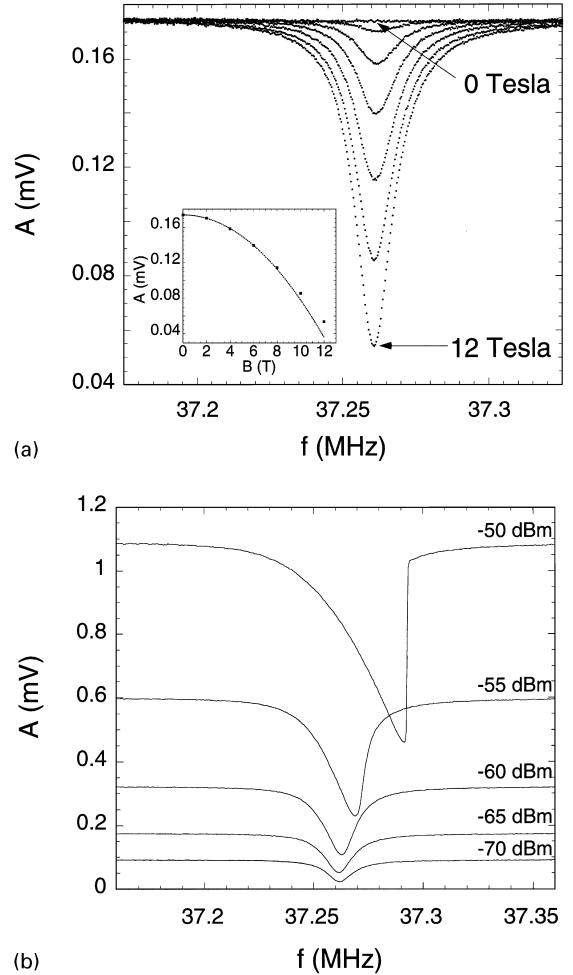 0.16
0.12
0.08
0.04
A (mV)
0 Tesla
12 Tesla
0.16
0.12
0.08
0.04
A (mV)
0 2 4 6 8 10 12
B (T)
37.2 37.25 37.3
f (MHz)
(a)
1.2
1
0.8
0.6
0.4
0.2
0
A (mV)
-50 dBm
-55 dBm
-60 dBm
-65 dBm
-70 dBm
37.2 37.25 37.3 37.35
f (MHz)
(b)